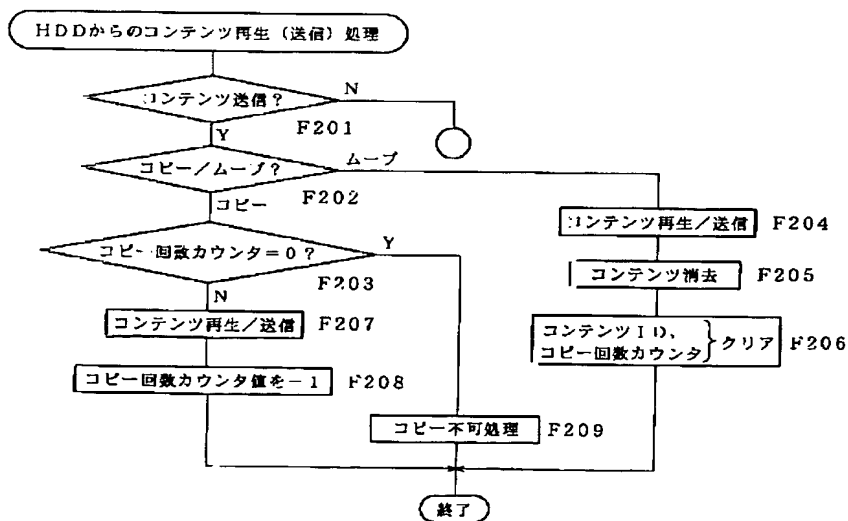 HDDからのコンテンツ再生(送信)処理
コンテンツ送信?
N
F201
Y
コピー/ムーブ?
ムーブ
F202
コピー
コンテンツ再生/送信
F204
コピー回数カウンタ=0?
Y
F203
コンテンツ消去
F205
N
コンテンツ再生/送信
F207
コンテンツID、
コピー回数カウンタ
}クリア
F206
コピー回数カウンタ値を-1
F208
コピー不可処理
F209
終了